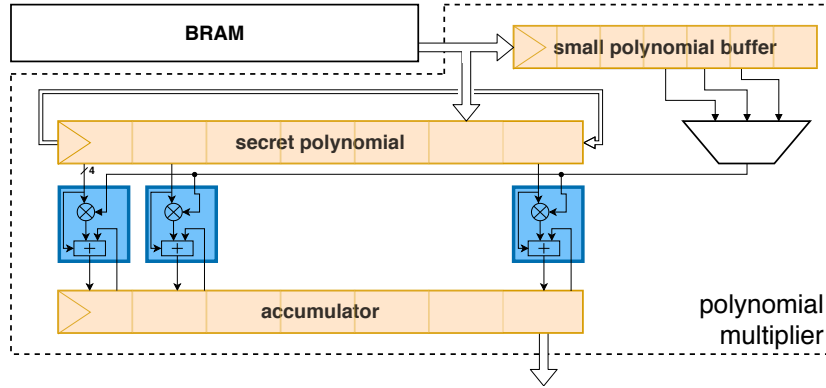 BRAM
small polynomial buffer
secret polynomial
4
+
+
+
accumulator
polynomial
multiplier